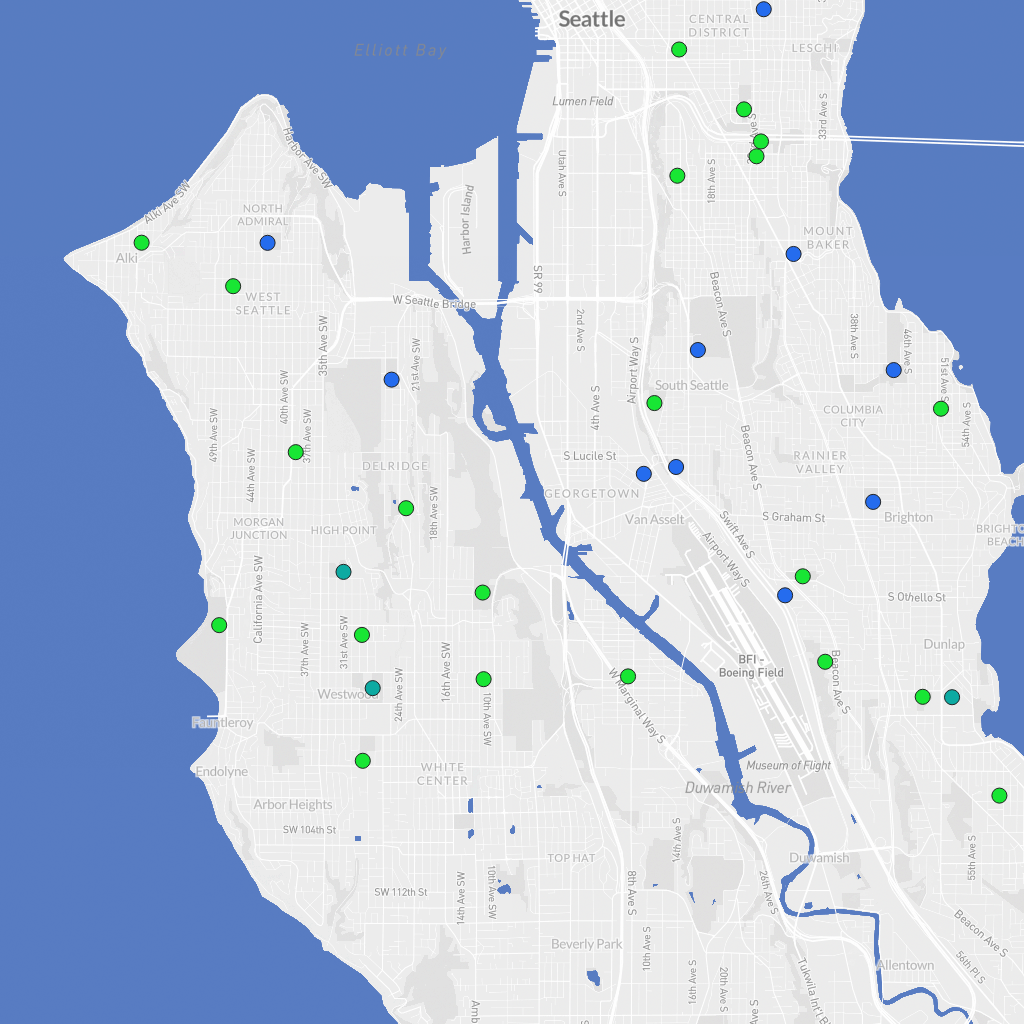 Seattle
CENTRAL
DISTRICT
Elliott Bay
LESCHI
Lumen Field
33rd Ave S
Harbor Ave SW
Utah Ave S
18th Ave S
Alki Ave SW
NORTH
ADMIRAL
Harbor Island
MOUNT
BAKER
Alki
SR 99
WEST
SEATTLE
W Seattle Bridge
Beacon Ave S
2nd Ave S
38th Ave S
46th Ave S
35th Ave SW
21st Ave SW
Airport Way S
51st Ave S
South Seattle
40th Ave SW
4th Ave S
COLUMBIA
CITY
49th Ave SW
37th Ave SW
54th Ave S
44th Ave SW
DELRIDGE
S Lucile St
Beacon Ave S
RAINIER
VALLEY
GEORGETOWN
18th Ave SW
MORGAN
JUNCTION
HIGH POINT
Van Asselt
Swift Ave S
S Graham St
Brighton
Airport Way S
California Ave SW
S Othello St
37th Ave SW
31st Ave SW
16th Ave SW
Dunlap
BFI -
Boeing Field
Beacon Ave S
Westwood
24th Ave SW
10th Ave SW
W Marginal Way S
Fauntleroy
Endolyne
WHITE
CENTER
Museum of Flight
Duwamish River
Arbor Heights
SW 104th St
14th Ave S
TOP HAT
Duwamish
55th Ave S
SW 112th St
14th Ave SW
10th Ave SW
8th Ave S
26th Ave S
Beacon Ave S
Beverly Park
10th Ave S
56th Pl S
Allentown
16th Ave S
20th Ave S
Tukwila Int'l B
Amb
ve S